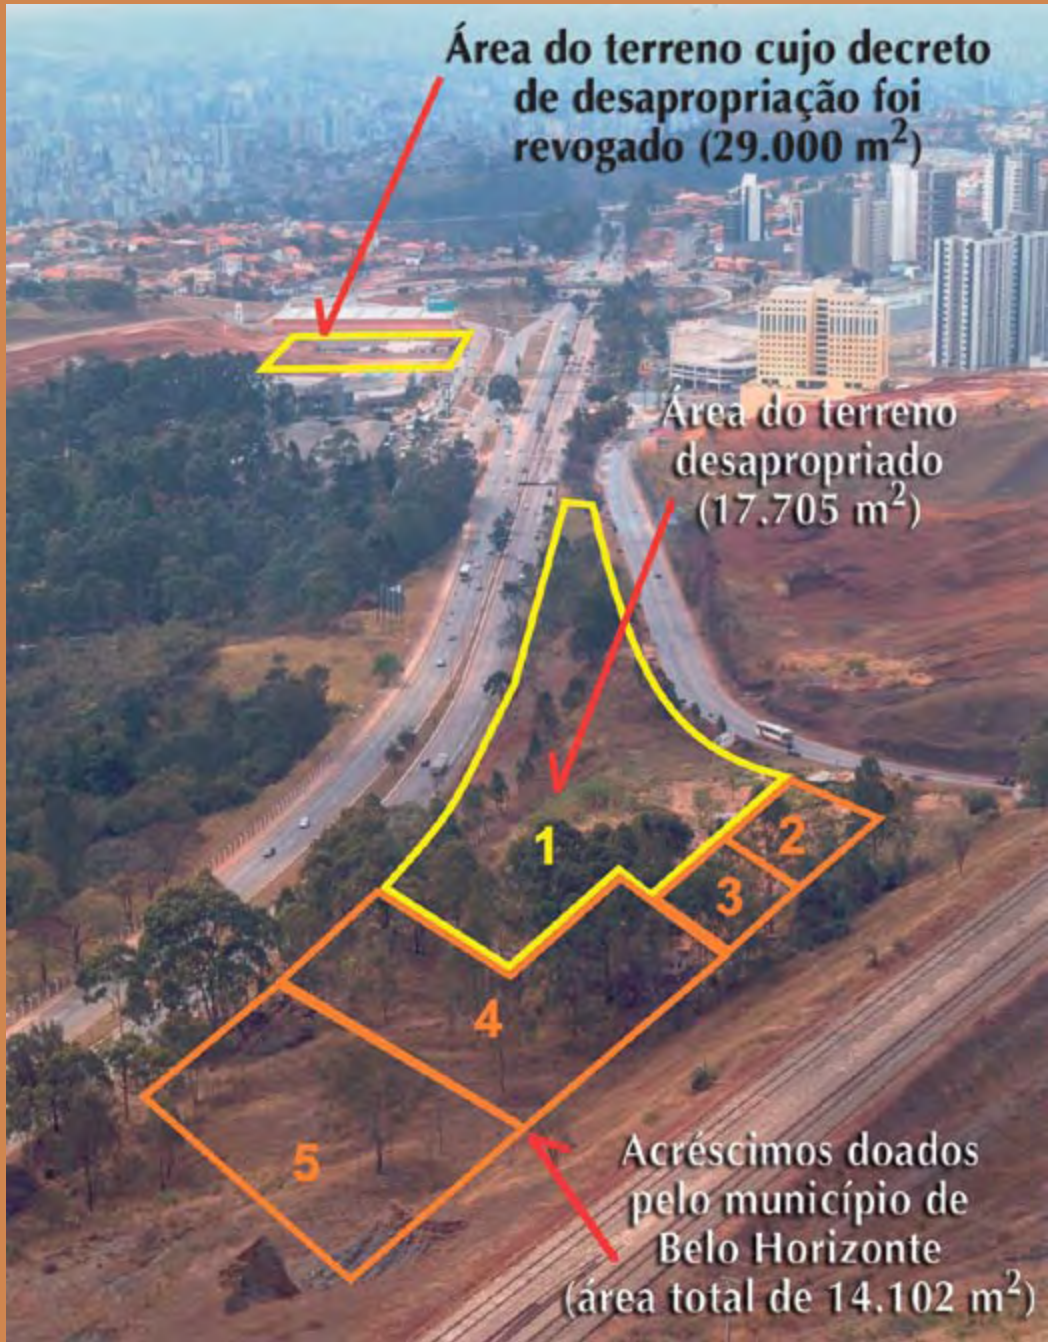 Área do terreno cujo decreto
de desapropriação foi
revogado (29.000 m²)
Área do terreno
desapropriado
(17.705 m²)
1
2
3
4
5
Acréscimos doados
pelo município de
Belo Horizonte
(área total de 14.102 m²)